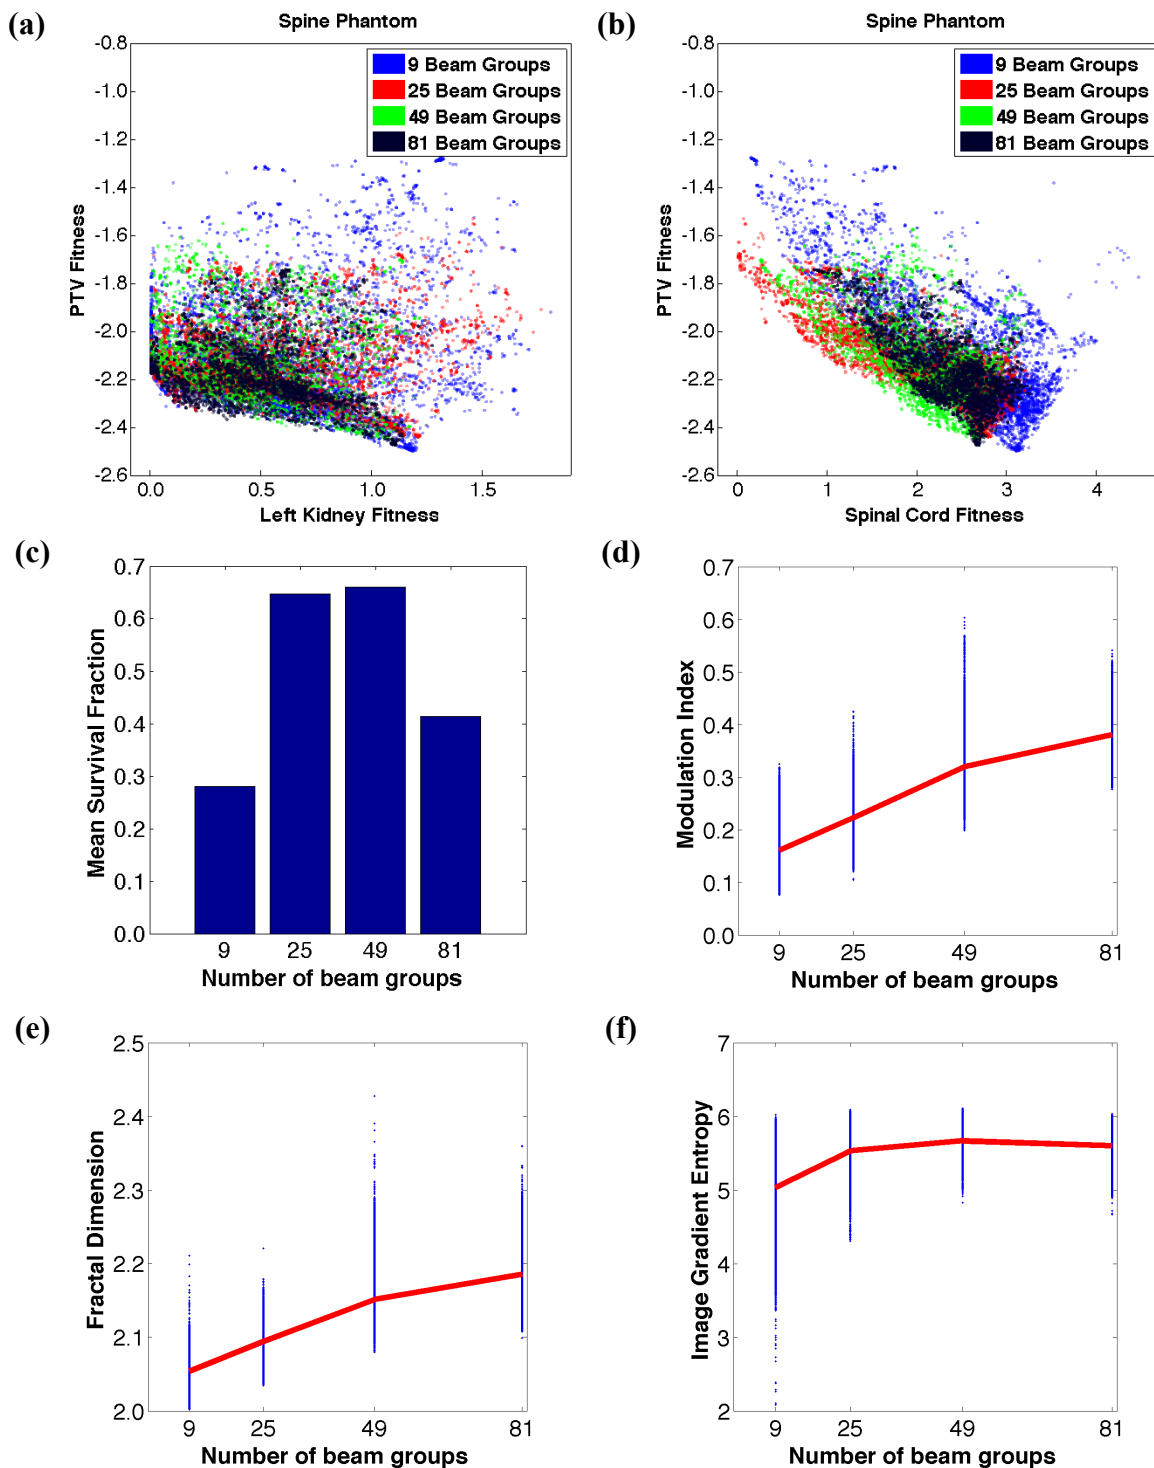 (a)
Spine Phantom
-0.8
-1.0
-1.2
-1.4
-1.6
-1.8
-2.0
-2.2
-2.4
-2.6
PTV Fitness
9 Beam Groups
25 Beam Groups
49 Beam Groups
81 Beam Groups
0.0 0.5 1.0 1.5
Left Kidney Fitness
(b)
Spine Phantom
-0.8
-1.0
-1.2
-1.4
-1.6
-1.8
-2.0
-2.2
-2.4
-2.6
PTV Fitness
9 Beam Groups
25 Beam Groups
49 Beam Groups
81 Beam Groups
0 1 2 3 4
Spinal Cord Fitness
(c)
0.7
0.6
0.5
0.4
0.3
0.2
0.1
0.0
Mean Survival Fraction
9 25 49 81
Number of beam groups
(d)
0.7
0.6
0.5
0.4
0.3
0.2
0.1
0.0
Modulation Index
9 25 49 81
Number of beam groups
(e)
2.5
2.4
2.3
2.2
2.1
2.0
Fractal Dimension
9 25 49 81
Number of beam groups
(f)
7
6
5
4
3
2
Image Gradient Entropy
9 25 49 81
Number of beam groups